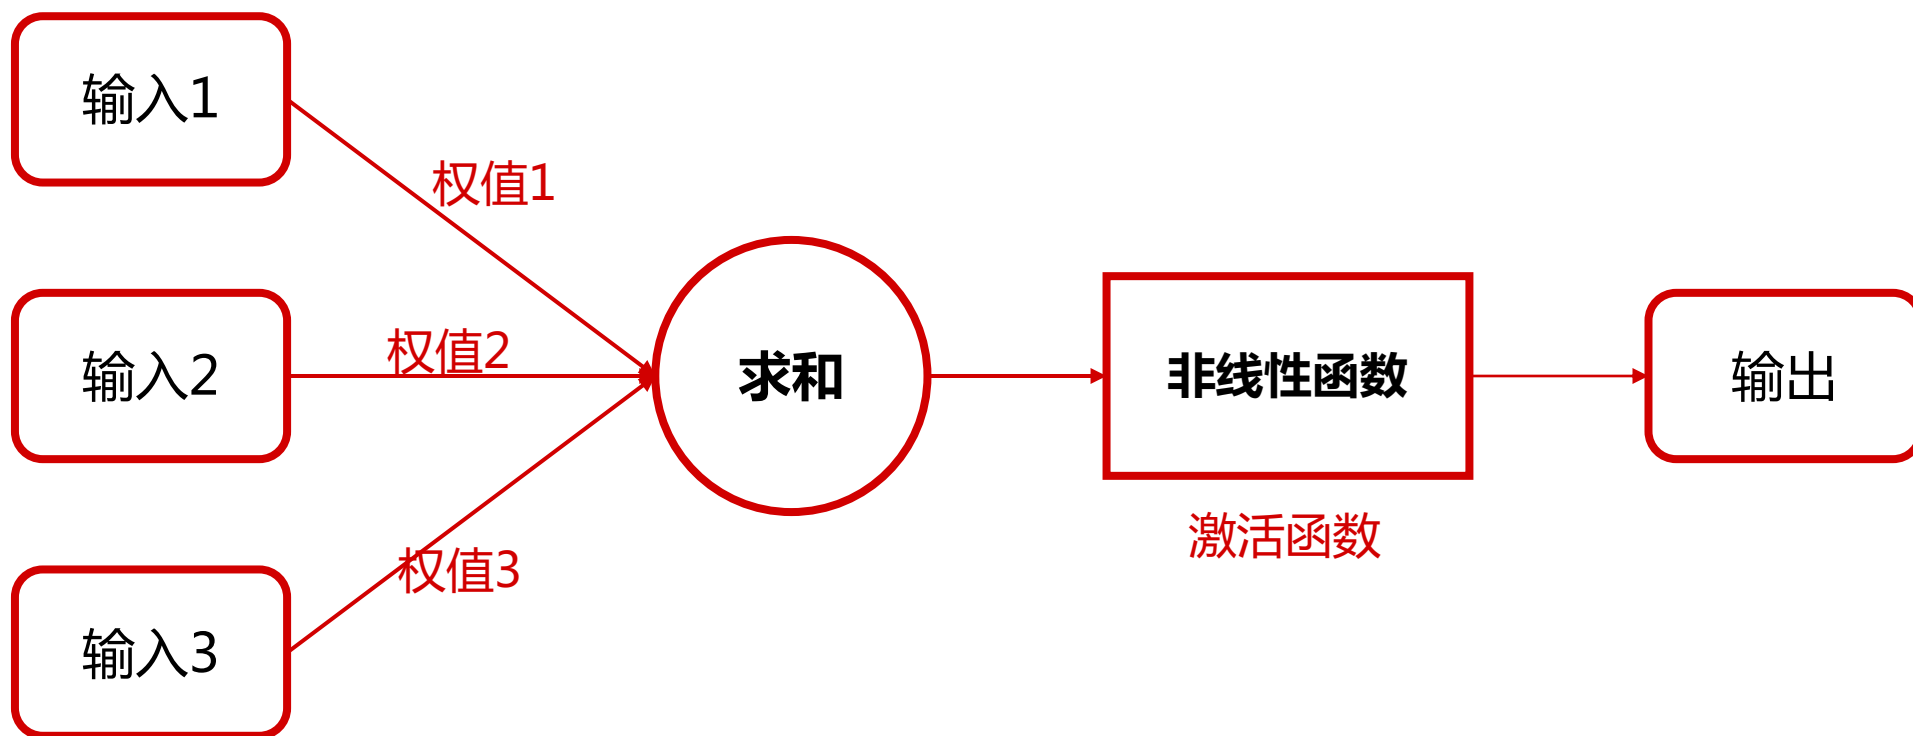 输入1
权值1
输入2
权值2
求和
非线性函数
输出
激活函数
权值3
输入3